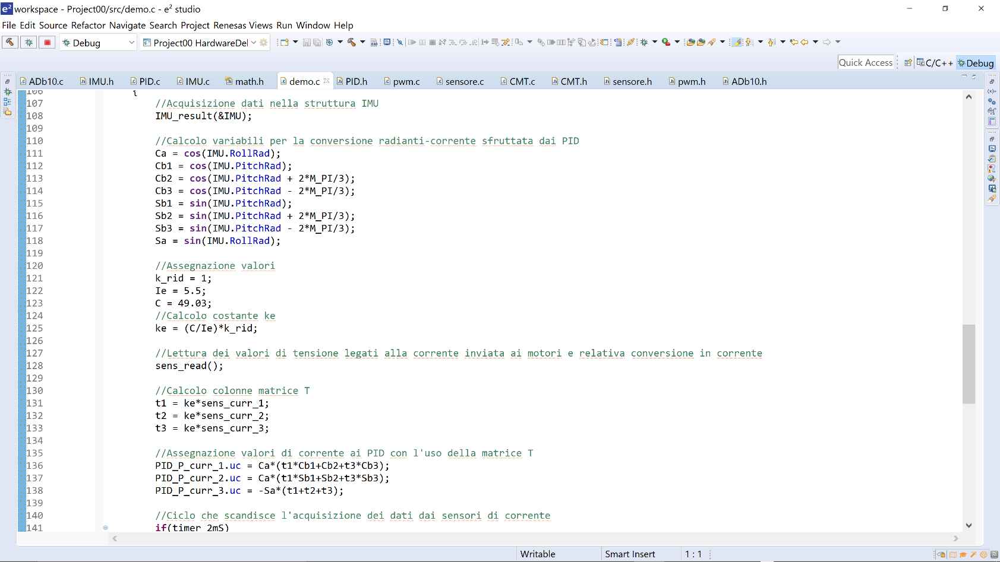 e² workspace - Project00/src/demo.c - e² studio
File Edit Source Refactor Navigate Search Project Renesas Views Run Window Help
Debug Project00 HardwareDel
Quick Access C/C++ Debug
ADb10.c IMU.h PID.c IMU.c math.h demo.c PID.h pwm.c sensore.c CMT.c CMT.h sensore.h pwm.h ADb10.h
106 {
107 //Acquisizione dati nella struttura IMU
108 IMU_result(&IMU);
109
110 //Calcolo variabili per la conversione radianti-corrente sfruttata dai PID
111 Ca = cos(IMU.RollRad);
112 Cb1 = cos(IMU.PitchRad);
113 Cb2 = cos(IMU.PitchRad + 2*M_PI/3);
114 Cb3 = cos(IMU.PitchRad - 2*M_PI/3);
115 Sb1 = sin(IMU.PitchRad);
116 Sb2 = sin(IMU.PitchRad + 2*M_PI/3);
117 Sb3 = sin(IMU.PitchRad - 2*M_PI/3);
118 Sa = sin(IMU.RollRad);
119
120 //Assegnazione valori
121 k_rid = 1;
122 Ie = 5.5;
123 C = 49.03;
124 //Calcolo costante ke
125 ke = (C/Ie)*k_rid;
126
127 //Lettura dei valori di tensione legati alla corrente inviata ai motori e relativa conversione in corrente
128 sens_read();
129
130 //Calcolo colonne matrice T
131 t1 = ke*sens_curr_1;
132 t2 = ke*sens_curr_2;
133 t3 = ke*sens_curr_3;
134
135 //Assegnazione valori di corrente ai PID con l'uso della matrice T
136 PID_P_curr_1.uc = Ca*(t1*Cb1+Cb2+t3*Cb3);
137 PID_P_curr_2.uc = Ca*(t1*Sb1+Sb2+t3*Sb3);
138 PID_P_curr_3.uc = -Sa*(t1+t2+t3);
139
140 //Ciclo che scandisce l'acquisizione dei dati dai sensori di corrente
141 if(timer_2mS)
Writable Smart Insert 1 : 1